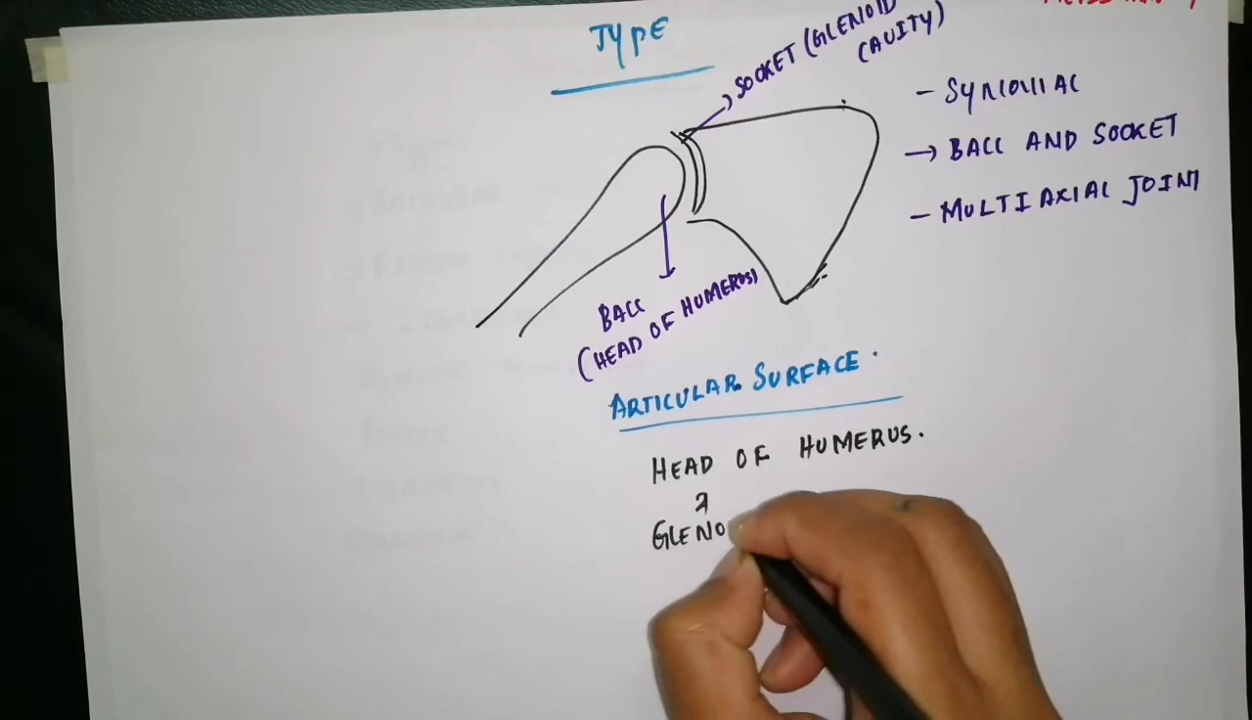 TYPE
SOCKET (GLENOID
CAVITY)
- SYNOVIAL
→ BALL AND SOCKET
- MULTIAXIAL JOINT
BALL
(HEAD OF HUMERUS)
ARTICULAR SURFACE.
HEAD OF HUMERUS.
&
GLENO